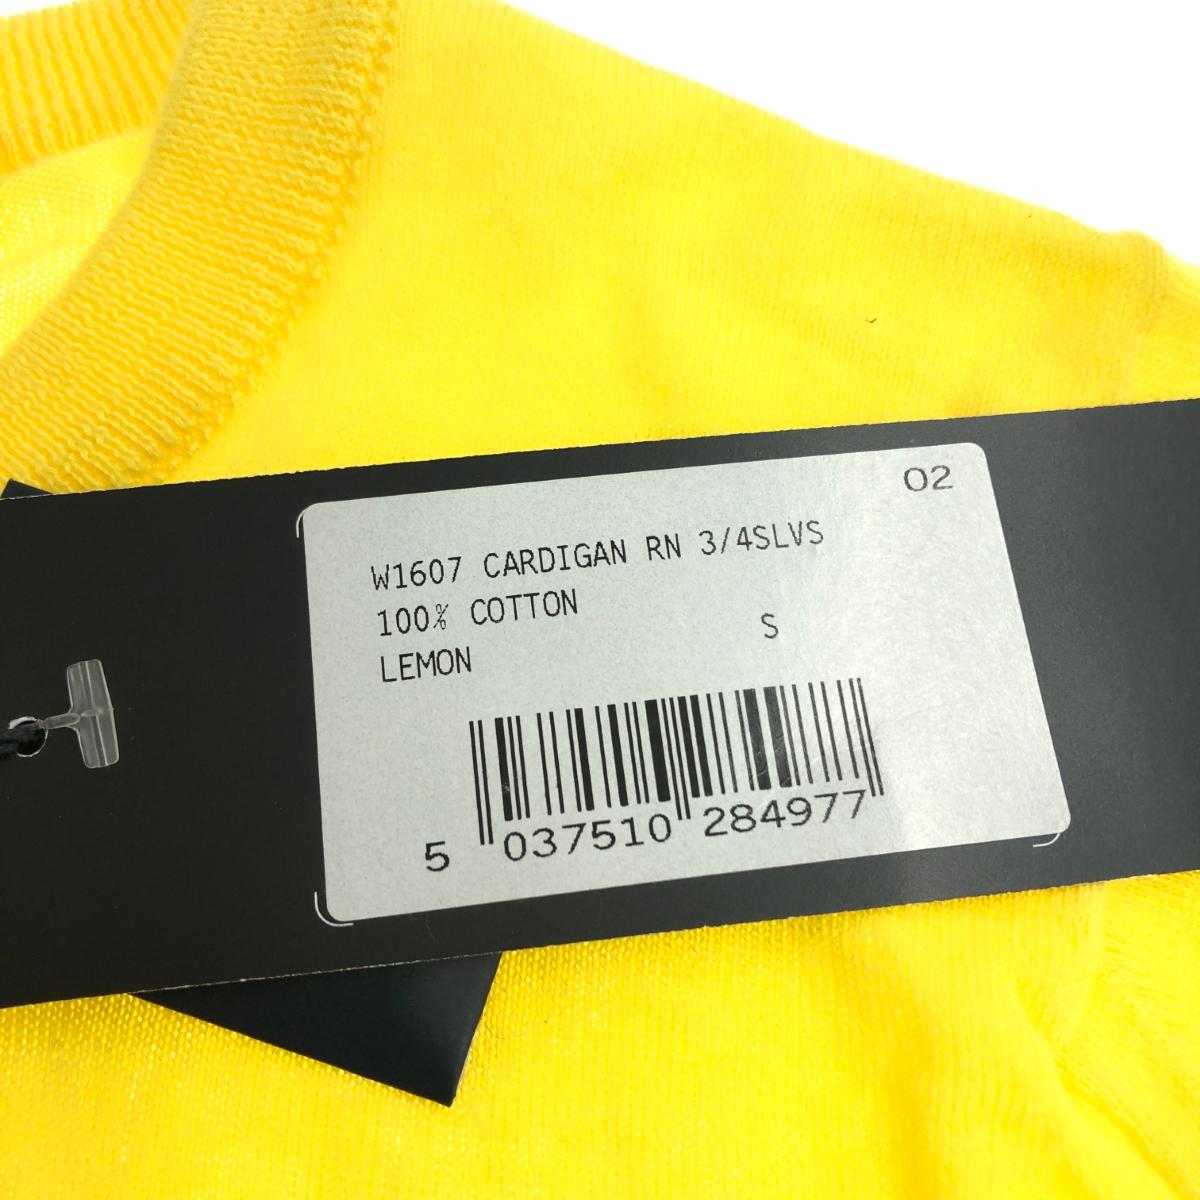 02
W1607 CARDIGAN RN 3/4SLVS
100% COTTON
LEMON S
5 037510 284977